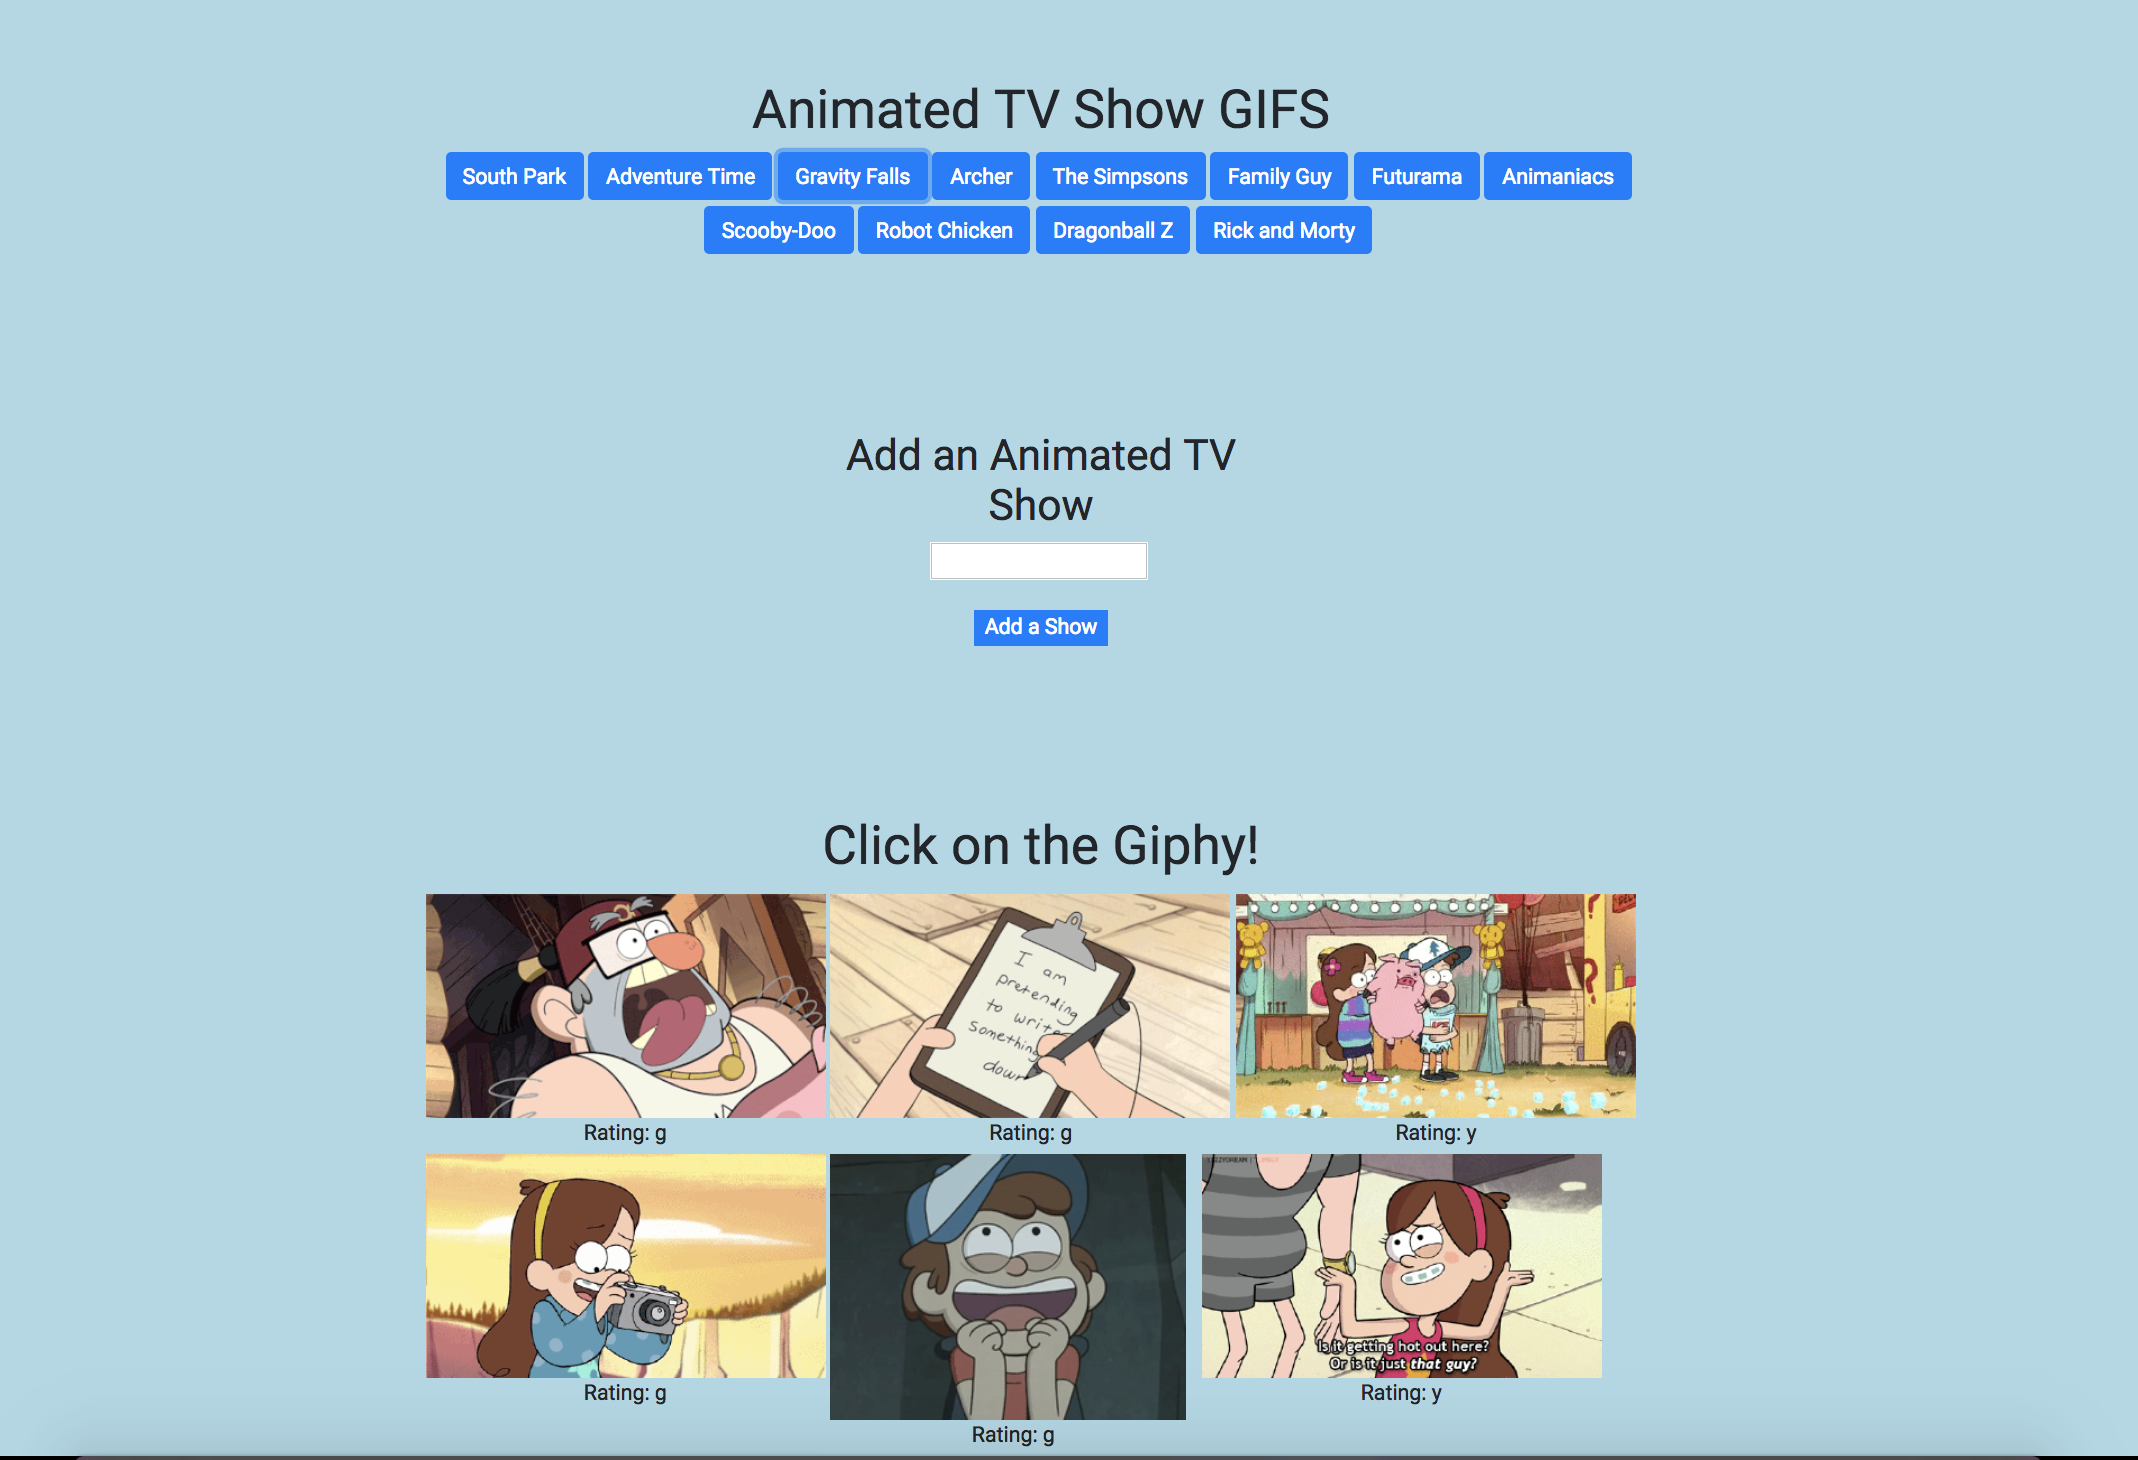 Animated TV Show GIFS
South Park
Adventure Time
Gravity Falls
Archer
The Simpsons
Family Guy
Futurama
Animaniacs
Scooby-Doo
Robot Chicken
Dragonball Z
Rick and Morty
Add an Animated TV
Show
Add a Show
Click on the Giphy!
I am
pretending
to write
something
down
?
?
Rating: g
Rating: g
Rating: y
Is it getting hot out here?
Or is it just that guy?
Rating: g
Rating: g
Rating: y